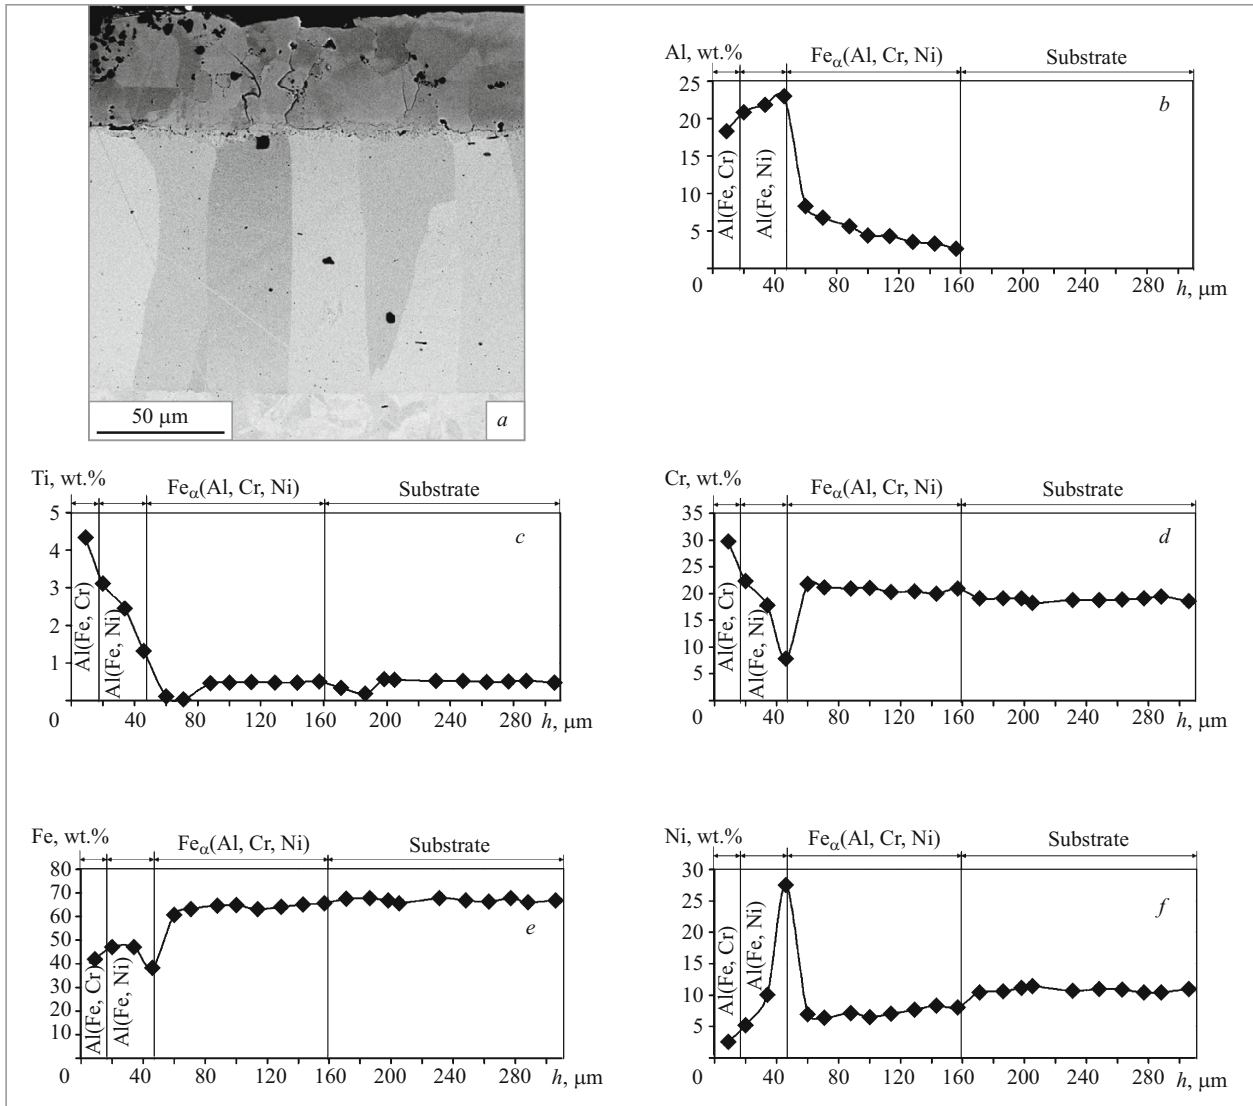 50 µm
a
Al, wt.%
Feα(Al, Cr, Ni)
Substrate
25
20
15
10
5
0
40
80
120
160
200
240
280
h, µm
Al(Fe, Cr)
Al(Fe, Ni)
b
Ti, wt.%
Feα(Al, Cr, Ni)
Substrate
5
4
3
2
1
0
40
80
120
160
200
240
280
h, µm
Al(Fe, Cr)
Al(Fe, Ni)
c
Cr, wt.%
Feα(Al, Cr, Ni)
Substrate
35
30
25
20
15
10
5
0
40
80
120
160
200
240
280
h, µm
Al(Fe, Cr)
Al(Fe, Ni)
d
Fe, wt.%
Feα(Al, Cr, Ni)
Substrate
80
70
60
50
40
30
20
10
0
40
80
120
160
200
240
280
h, µm
Al(Fe, Cr)
Al(Fe, Ni)
e
Ni, wt.%
Feα(Al, Cr, Ni)
Substrate
30
25
20
15
10
5
0
40
80
120
160
200
240
280
h, µm
Al(Fe, Cr)
Al(Fe, Ni)
f